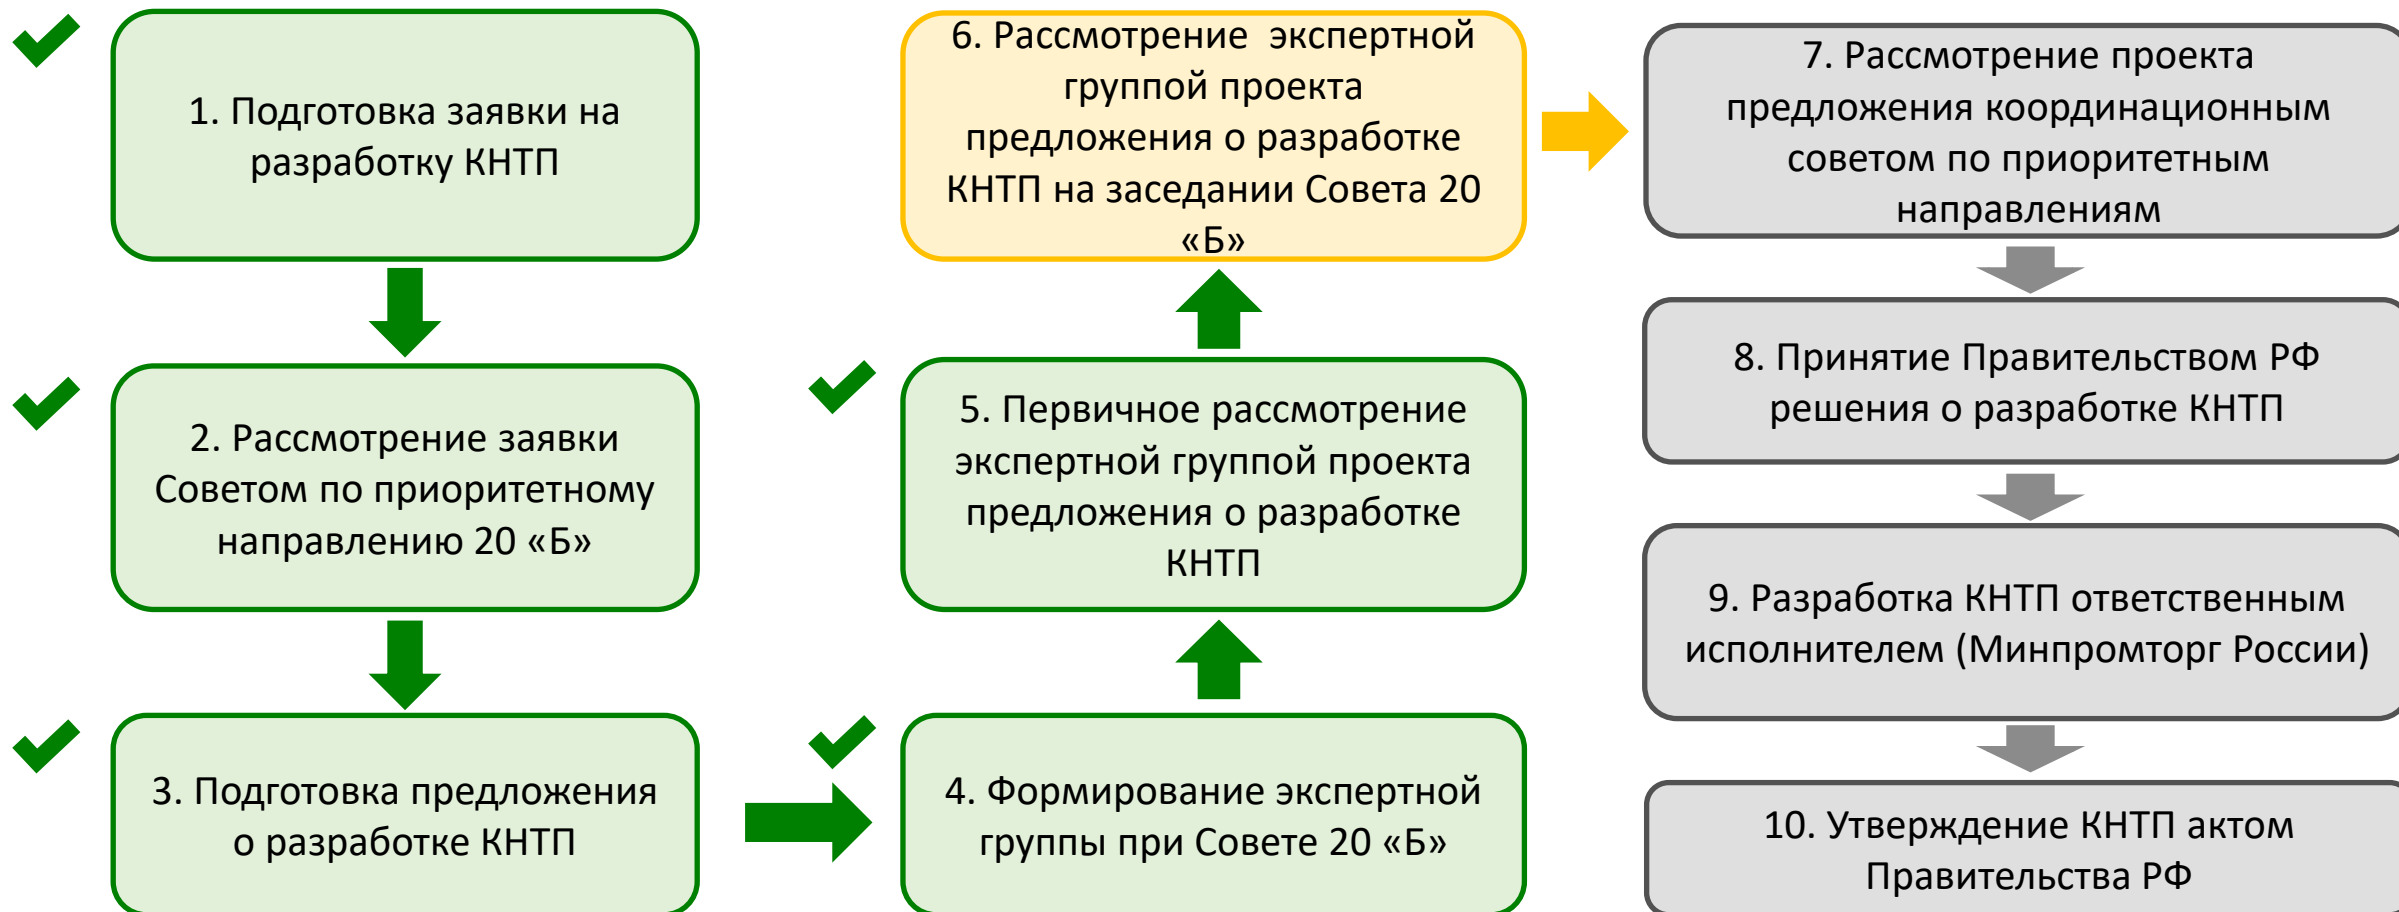 1. Подготовка заявки на
разработку КНТП
2. Рассмотрение заявки
Советом по приоритетному
направлению 20 «Б»
3. Подготовка предложения
о разработке КНТП
4. Формирование экспертной
группы при Совете 20 «Б»
5. Первичное рассмотрение
экспертной группой проекта
предложения о разработке
КНТП
6. Рассмотрение  экспертной
группой проекта
предложения о разработке
КНТП на заседании Совета 20
«Б»
7. Рассмотрение проекта
предложения координационным
советом по приоритетным
направлениям
8. Принятие Правительством РФ
решения о разработке КНТП
9. Разработка КНТП ответственным
исполнителем (Минпромторг России)
10. Утверждение КНТП актом
Правительства РФ